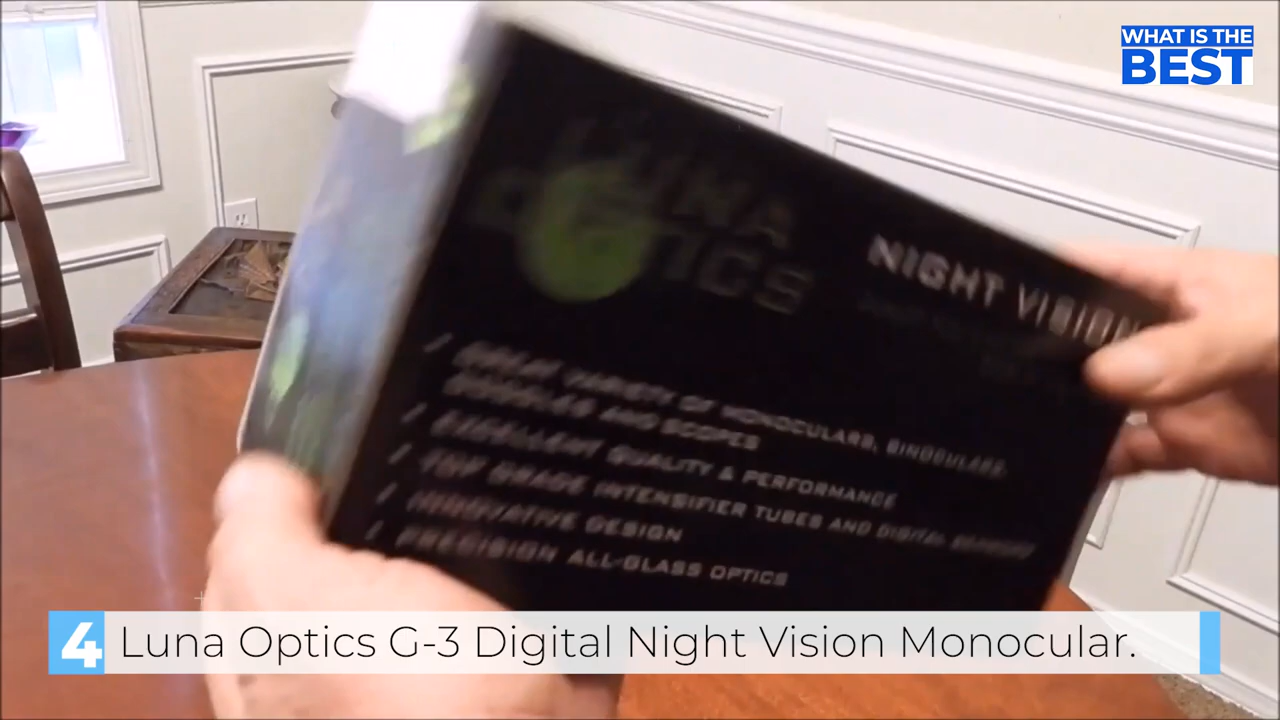 WHAT IS THE
BEST
LUNA
OPTICS
NIGHT VISION
/ GREAT VARIETY OF MONOCULARS, BINOCULARS,
GOGGLES AND SCOPES
/ EXCELLENT QUALITY & PERFORMANCE
/ TOP GRADE INTENSIFIER TUBES AND DIGITAL SENSORS
/ INNOVATIVE DESIGN
/ PRECISION ALL-GLASS OPTICS
4 Luna Optics G-3 Digital Night Vision Monocular.